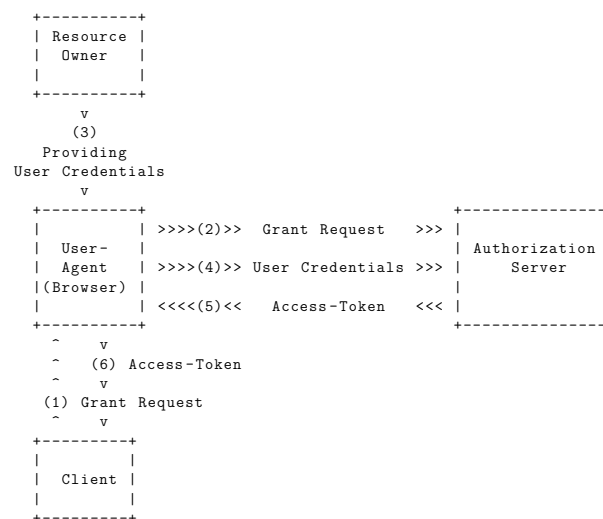 +----------+
| Resource |
|  Owner   |
|          |
+----------+
v
(3)
Providing
User Credentials
v
+----------+                              +---------------
|          | >>>>(2)>>  Grant Request   >>> |
|  User-   |                              | Authorization
|  Agent   | >>>>(4)>> User Credentials >>> |    Server
|(Browser) |                              |
|          | <<<<(5)<<   Access-Token   <<< |
+----------+                              +---------------
^    v
^   (6) Access-Token
^    v
(1) Grant Request
^    v
+---------+
|         |
|  Client |
|         |
+---------+